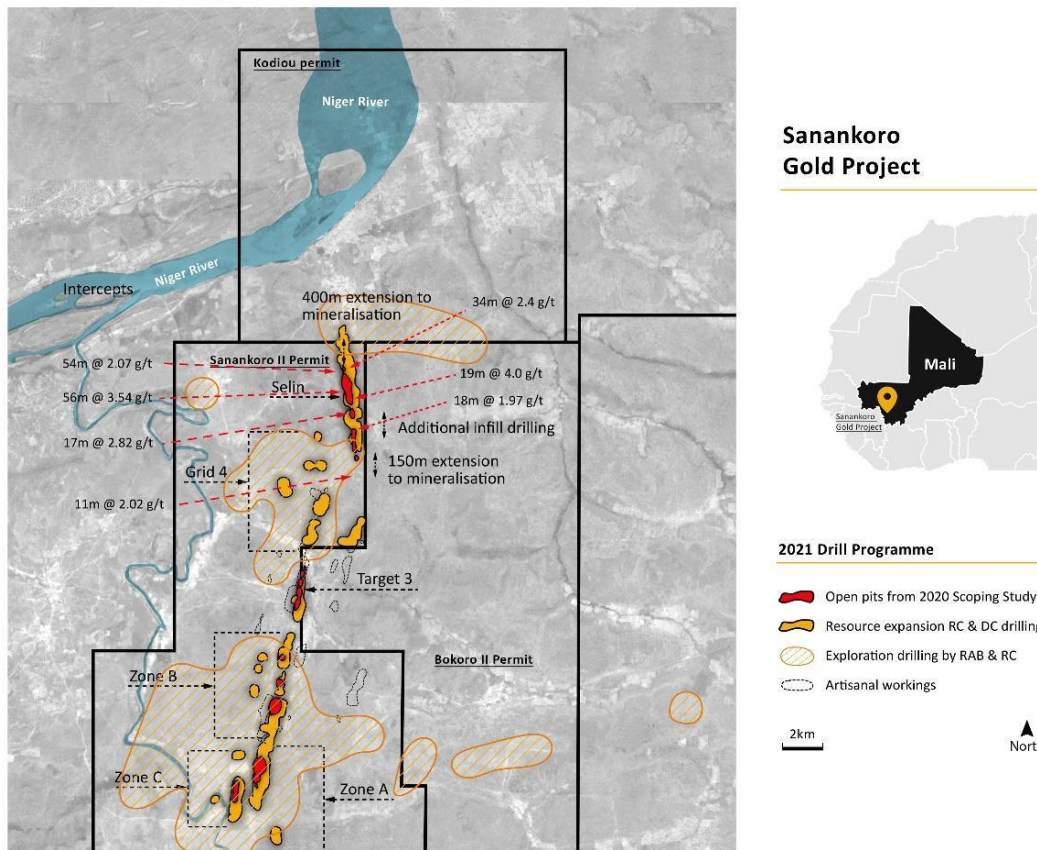 Kodiou permit
Niger River
Niger River
Intercepts
400m extension to
mineralisation
34m @ 2.4 g/t
Sanankoro II Permit
54m @ 2.07 g/t
19m @ 4.0 g/t
Selin
56m @ 3.54 g/t
18m @ 1.97 g/t
Additional infill drilling
17m @ 2.82 g/t
150m extension
to mineralisation
Grid 4
11m @ 2.02 g/t
Target 3
Bokoro II Permit
Zone B
Zone C
Zone A
Sanankoro
Gold Project
Mali
Sanankoro
Gold Project
2021 Drill Programme
Open pits from 2020 Scoping Study
Resource expansion RC & DC drilling
Exploration drilling by RAB & RC
Artisanal workings
2km
Nort